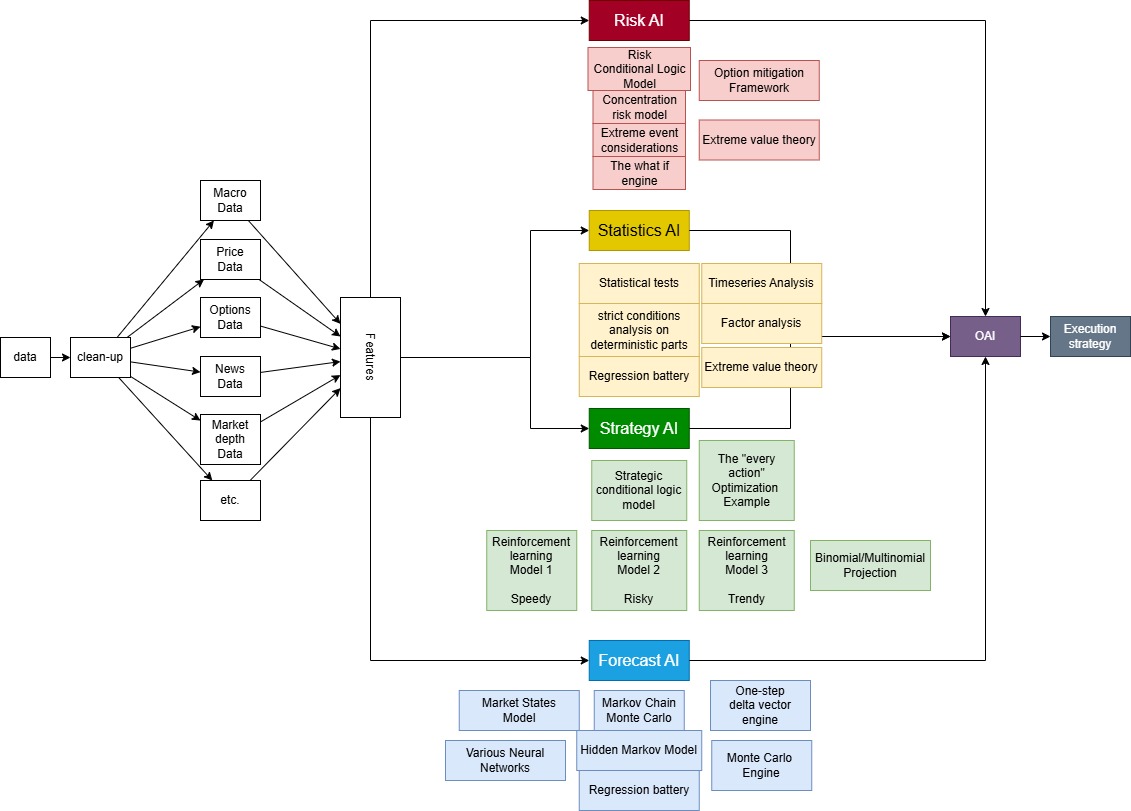 Risk AI
Risk
Conditional Logic
Model
Option mitigation
Framework
Concentration
risk model
Extreme event
considerations
Extreme value theory
The what if
engine
Macro
Data
Price
Data
Options
Data
News
Data
Market
depth
Data
etc.
data
clean-up
Features
Statistics AI
Statistical tests
Timeseries Analysis
strict conditions
analysis on
deterministic parts
Factor analysis
Regression battery
Extreme value theory
OAI
Execution
strategy
Strategy AI
Strategic
conditional logic
model
The "every
action"
Optimization
Example
Reinforcement
learning
Model 1
Speedy
Reinforcement
learning
Model 2
Risky
Reinforcement
learning
Model 3
Trendy
Binomial/Multinomial
Projection
Forecast AI
Market States
Model
Markov Chain
Monte Carlo
One-step
delta vector
engine
Various Neural
Networks
Hidden Markov Model
Monte Carlo
Engine
Regression battery